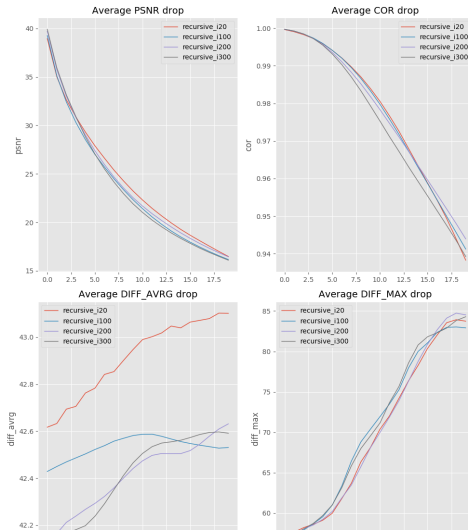 Average PSNR drop
40
35
30
25
20
15
psnr
0.0 2.5 5.0 7.5 10.0 12.5 15.0 17.5
recursive_i20
recursive_i100
recursive_i200
recursive_i300
Average COR drop
1.00
0.99
0.98
0.97
0.96
0.95
0.94
cor
0.0 2.5 5.0 7.5 10.0 12.5 15.0 17.5
recursive_i20
recursive_i100
recursive_i200
recursive_i300
Average DIFF_AVRG drop
recursive_i20
recursive_i100
recursive_i200
recursive_i300
43.0
42.8
42.6
42.4
42.2
diff_avrg
Average DIFF_MAX drop
recursive_i20
recursive_i100
recursive_i200
recursive_i300
85
80
75
70
65
60
diff_max